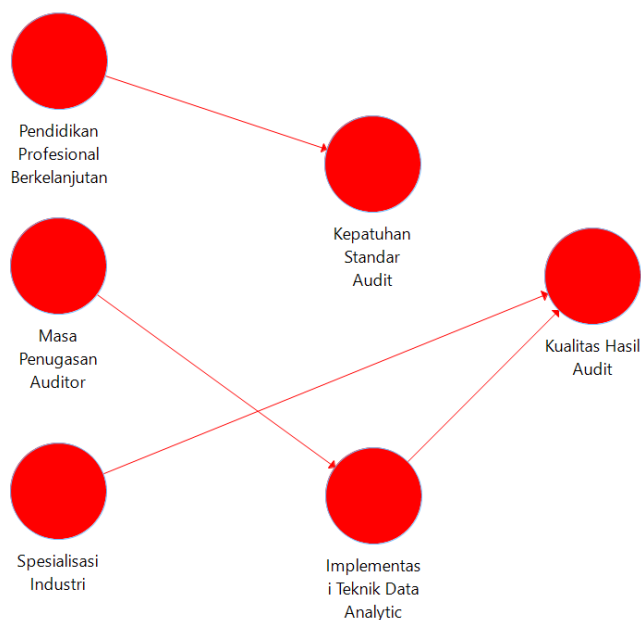 Pendidikan
Profesional
Berkelanjutan
Kepatuhan
Standar
Audit
Masa
Penugasan
Auditor
Kualitas Hasil
Audit
Spesialisasi
Industri
Implementas
i Teknik Data
Analytic